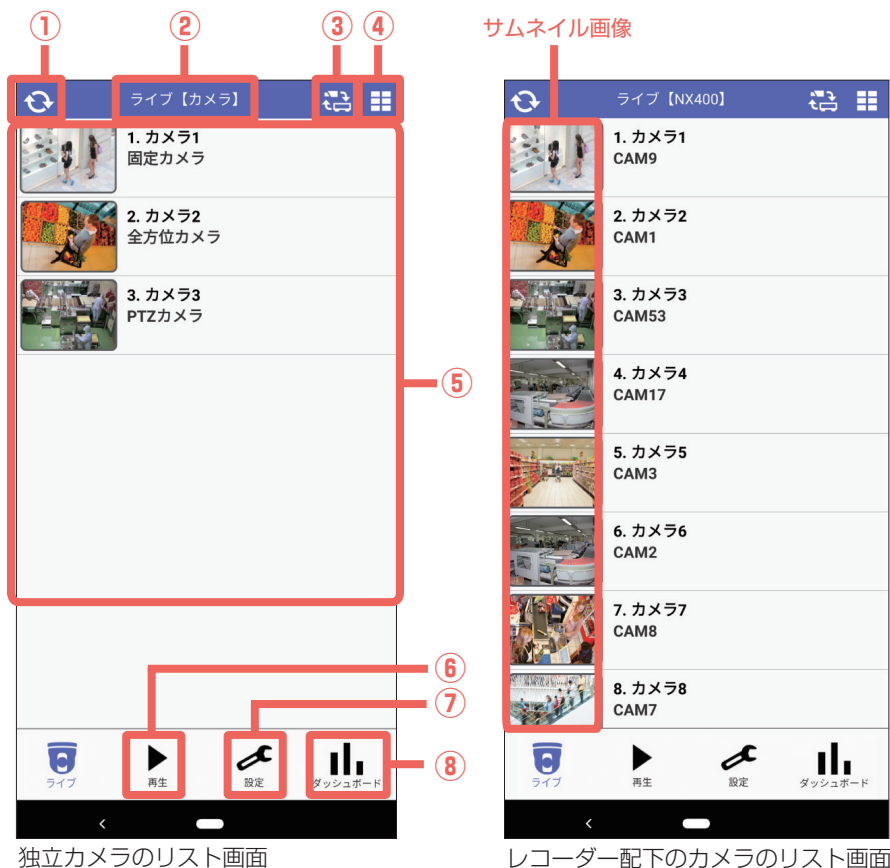 ① ② ③ ④ サムネイル画像
ライブ【カメラ】
1. カメラ1
固定カメラ
2. カメラ2
全方位カメラ
3. カメラ3
PTZカメラ
⑤
⑥
⑦
⑧
ライブ 再生 設定 ダッシュボード
独立カメラのリスト画面
ライブ【NX400】
1. カメラ1
CAM9
2. カメラ2
CAM1
3. カメラ3
CAM53
4. カメラ4
CAM17
5. カメラ5
CAM3
6. カメラ6
CAM2
7. カメラ7
CAM8
8. カメラ8
CAM7
ライブ 再生 設定 ダッシュボード
レコーダー配下のカメラのリスト画面